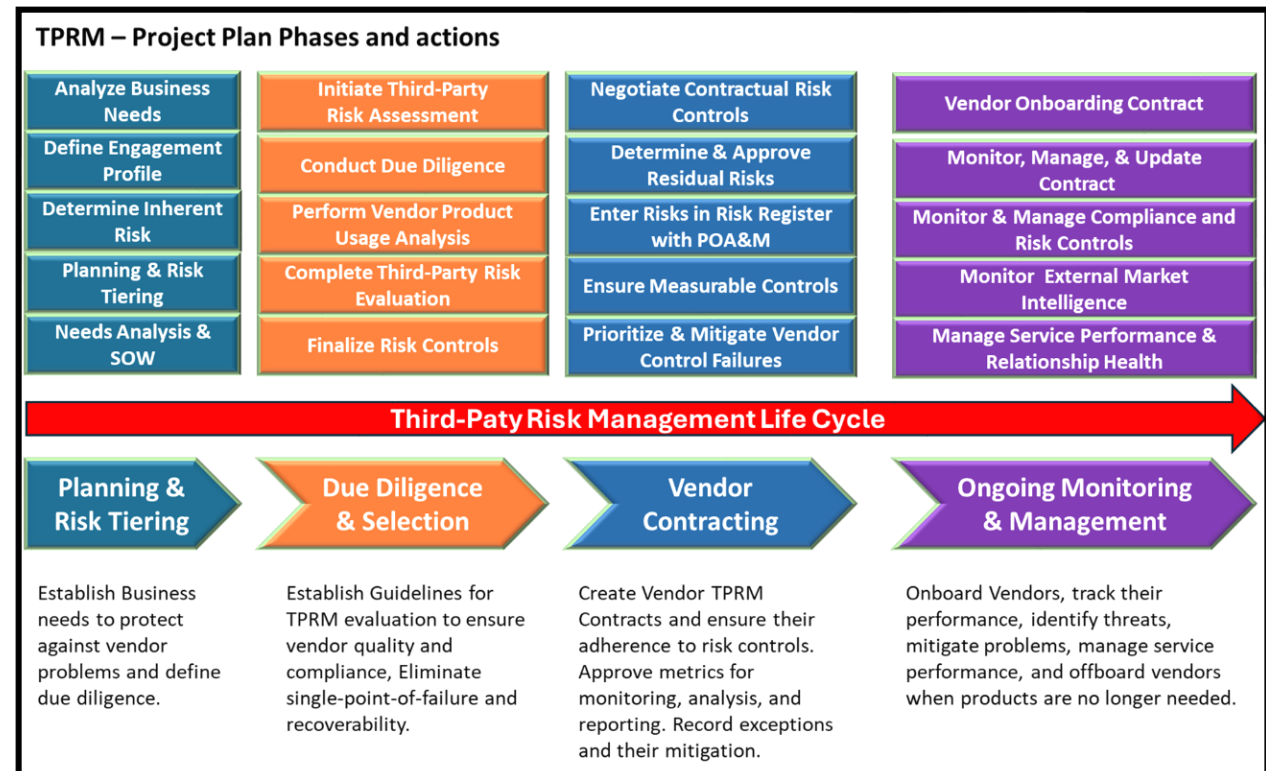 TPRM – Project Plan Phases and actions
Analyze Business
Needs
Define Engagement
Profile
Determine Inherent
Risk
Planning & Risk
Tiering
Needs Analysis &
SOW
Initiate Third-Party
Risk Assessment
Conduct Due Diligence
Perform Vendor Product
Usage Analysis
Complete Third-Party Risk
Evaluation
Finalize Risk Controls
Negotiate Contractual Risk
Controls
Determine & Approve
Residual Risks
Enter Risks in Risk Register
with POA&M
Ensure Measurable Controls
Prioritize & Mitigate Vendor
Control Failures
Vendor Onboarding Contract
Monitor, Manage, & Update
Contract
Monitor & Manage Compliance and
Risk Controls
Monitor External Market
Intelligence
Manage Service Performance &
Relationship Health
Third-Paty Risk Management Life Cycle
Planning &
Risk Tiering
Due Diligence
& Selection
Vendor
Contracting
Ongoing Monitoring
& Management
Establish Business
needs to protect
against vendor
problems and define
due diligence.
Establish Guidelines for
TPRM evaluation to ensure
vendor quality and
compliance, Eliminate
single-point-of-failure and
recoverability.
Create Vendor TPRM
Contracts and ensure their
adherence to risk controls.
Approve metrics for
monitoring, analysis, and
reporting. Record exceptions
and their mitigation.
Onboard Vendors, track their
performance, identify threats,
mitigate problems, manage service
performance, and offboard vendors
when products are no longer needed.